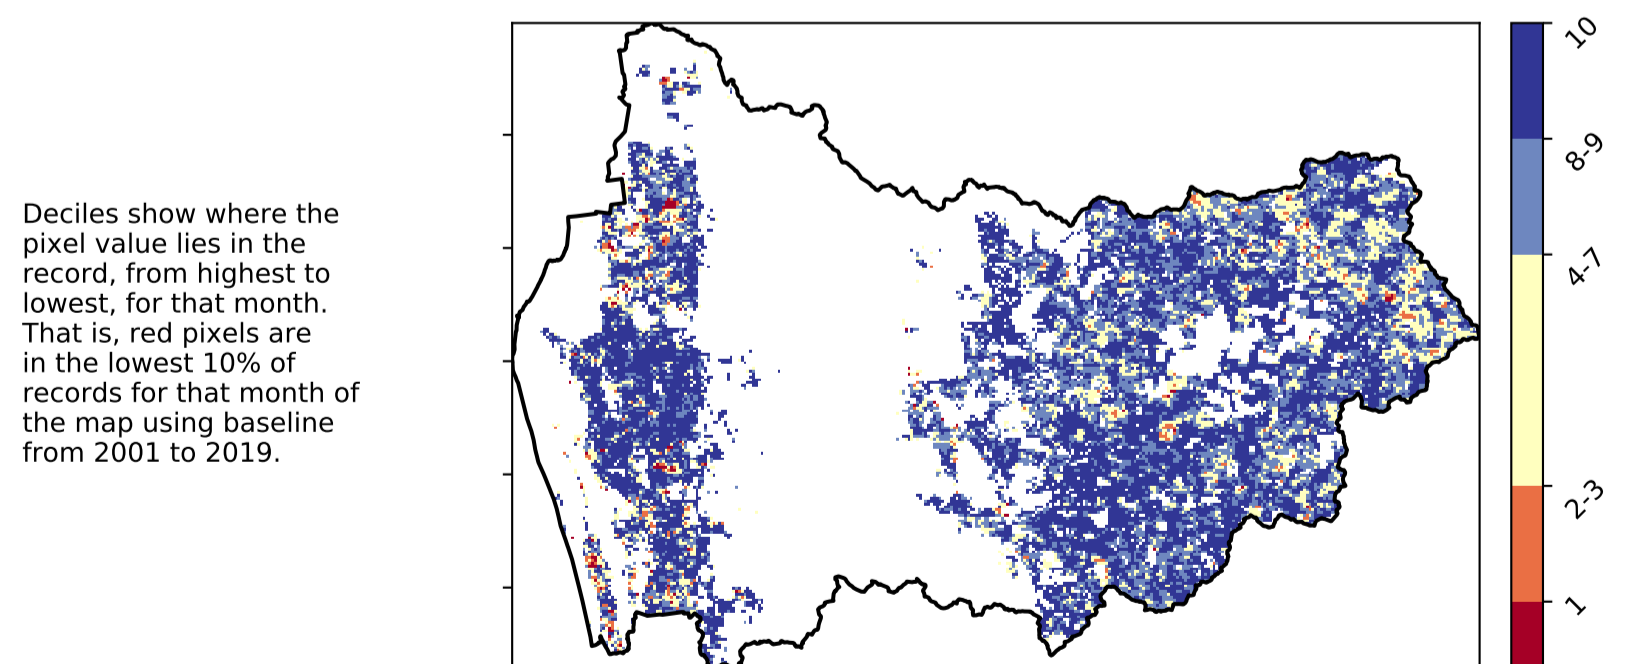 Deciles show where the
pixel value lies in the
record, from highest to
lowest, for that month.
That is, red pixels are
in the lowest 10% of
records for that month of
the map using baseline
from 2001 to 2019.
10
8-9
4-7
2-3
1